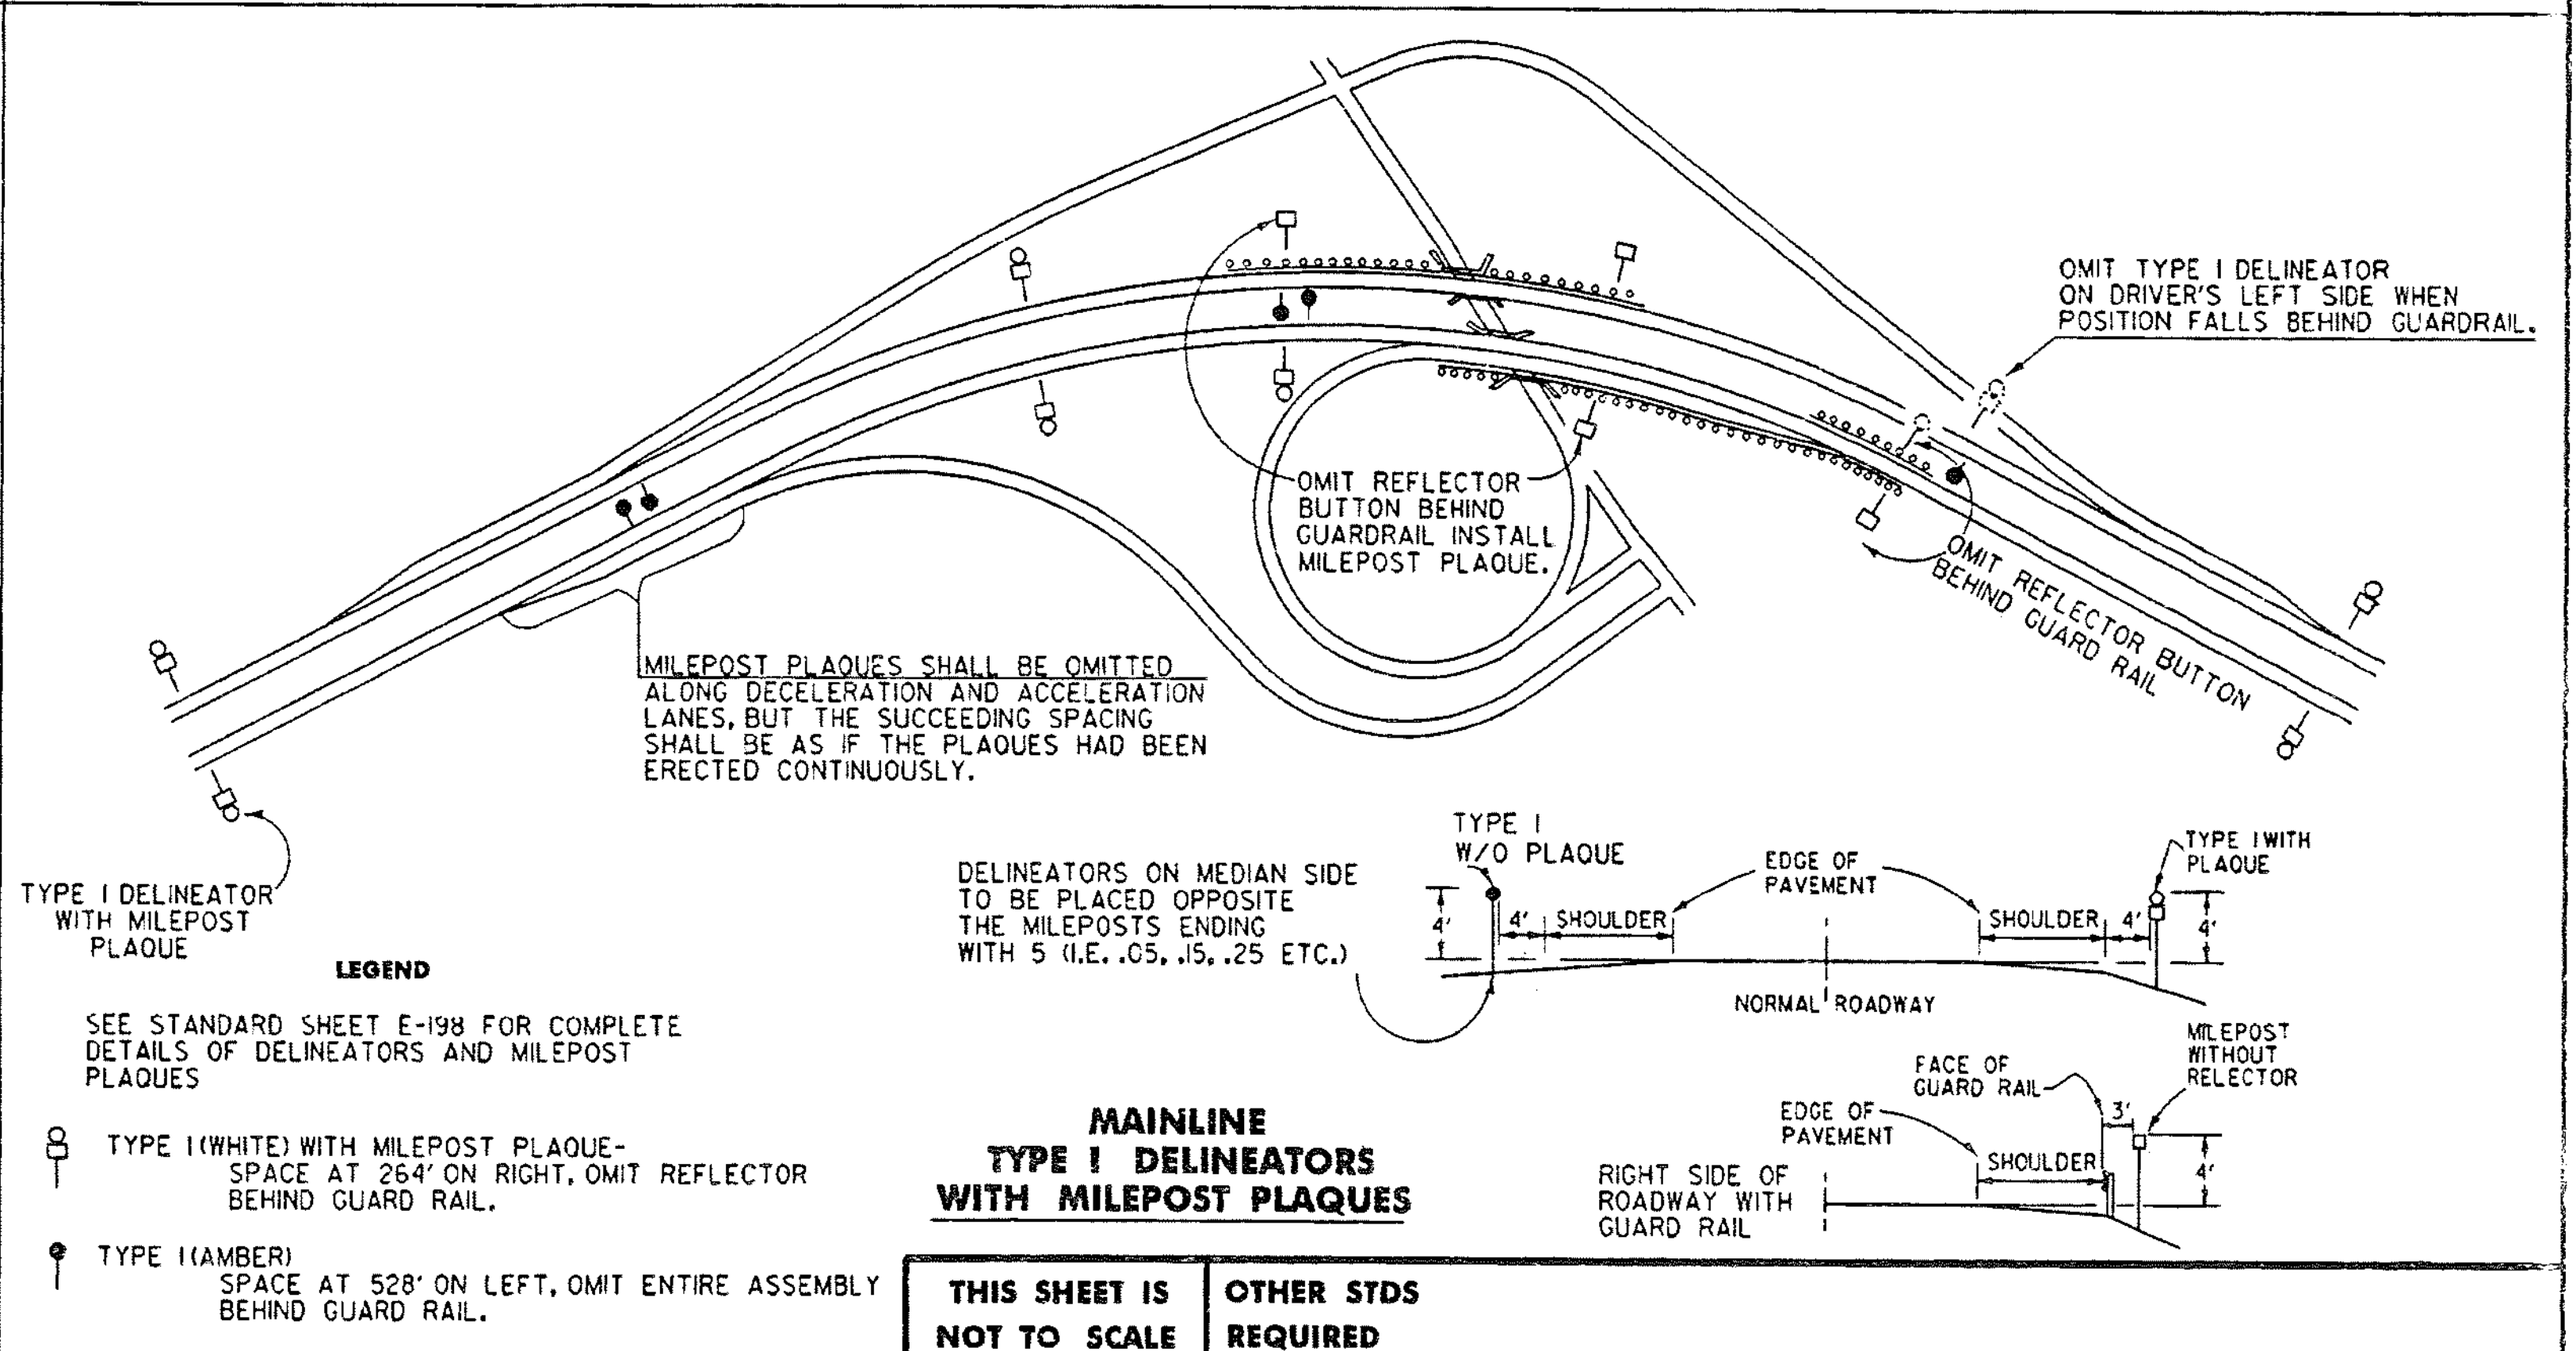 OMIT TYPE I DELINEATOR
ON DRIVER'S LEFT SIDE WHEN
POSITION FALLS BEHIND GUARDRAIL.
OMIT REFLECTOR
BUTTON BEHIND
GUARDRAIL INSTALL
MILEPOST PLAQUE.
OMIT REFLECTOR BUTTON
BEHIND GUARD RAIL
MILEPOST PLAQUES SHALL BE OMITTED
ALONG DECELERATION AND ACCELERATION
LANES, BUT THE SUCCEEDING SPACING
SHALL BE AS IF THE PLAQUES HAD BEEN
ERECTED CONTINUOUSLY.
TYPE I DELINEATOR
WITH MILEPOST
PLAQUE
LEGEND
SEE STANDARD SHEET E-198 FOR COMPLETE
DETAILS OF DELINEATORS AND MILEPOST
PLAQUES
TYPE I (WHITE) WITH MILEPOST PLAQUE-
SPACE AT 264' ON RIGHT, OMIT REFLECTOR
BEHIND GUARD RAIL.
TYPE I (AMBER)
SPACE AT 528' ON LEFT, OMIT ENTIRE ASSEMBLY
BEHIND GUARD RAIL.
DELINEATORS ON MEDIAN SIDE
TO BE PLACED OPPOSITE
THE MILEPOSTS ENDING
WITH 5 (I.E. .05, .15, .25 ETC.)
TYPE I
W/O PLAQUE
EDGE OF
PAVEMENT
TYPE I WITH
PLAQUE
4' 4' SHOULDER SHOULDER 4' 4'
NORMAL ROADWAY
MILEPOST
WITHOUT
RELECTOR
FACE OF
GUARD RAIL
3'
EDGE OF
PAVEMENT
SHOULDER
4'
RIGHT SIDE OF
ROADWAY WITH
GUARD RAIL
MAINLINE
TYPE I DELINEATORS
WITH MILEPOST PLAQUES
THIS SHEET IS
NOT TO SCALE
OTHER STDS
REQUIRED